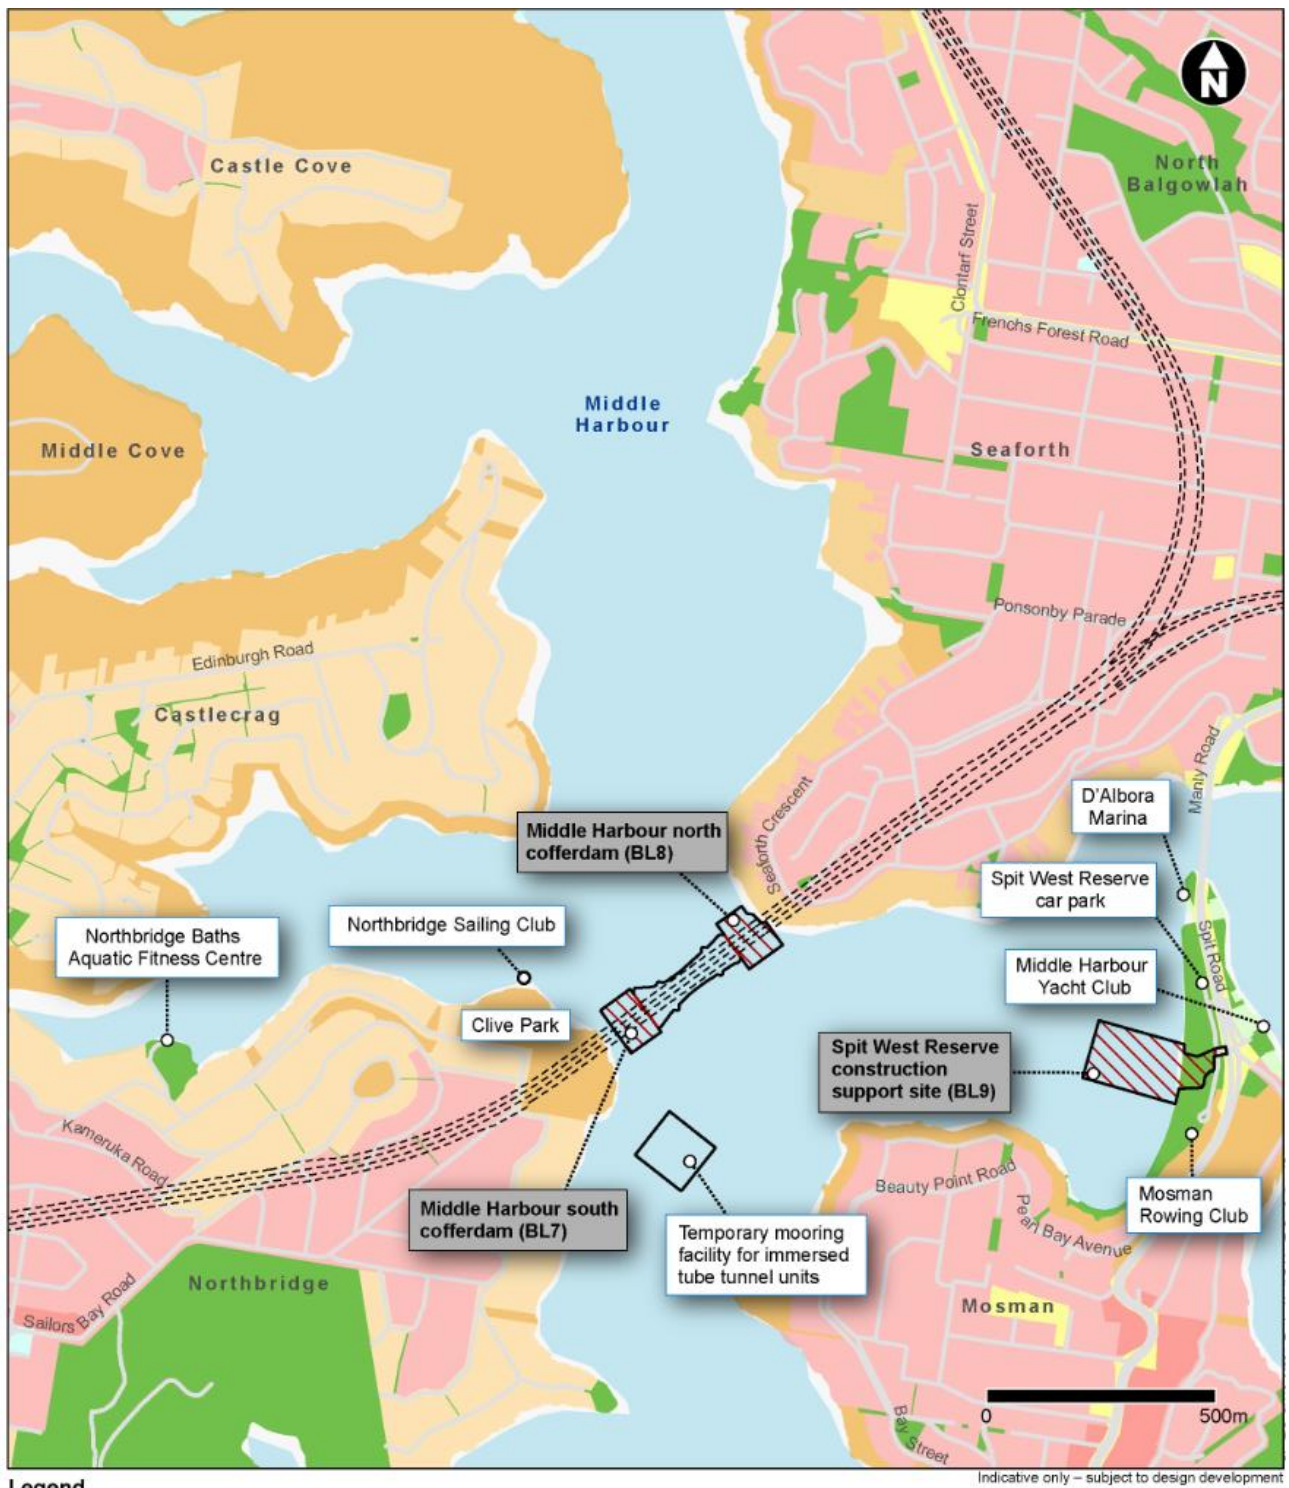 N
Castle Cove
North
Balgowlah
Clontarf Street
Frenchs Forest Road
Middle
Harbour
Middle Cove
Seaforth
Ponsonby Parade
Edinburgh Road
Castlecrag
Manly Road
D'Albora
Marina
Seaforth Crescent
Middle Harbour north
cofferdam (BL8)
Spit West Reserve
car park
Northbridge Sailing Club
Northbridge Baths
Aquatic Fitness Centre
Spit Road
Middle Harbour
Yacht Club
Clive Park
Spit West Reserve
construction
support site (BL9)
Kameruka Road
Beauty Point Road
Pearl Bay Avenue
Mosman
Rowing Club
Middle Harbour south
cofferdam (BL7)
Temporary mooring
facility for immersed
tube tunnel units
Northbridge
Sailors Bay Road
Mosman
0 500m
Bay Street
Indicative only – subject to design development
Legend